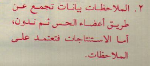 ٢. الملاحظات بيانات تجمع عن
طريق أعضاء الحس ثم تدون،
أما الاستنتاجات فتعتمد على
الملاحظات.